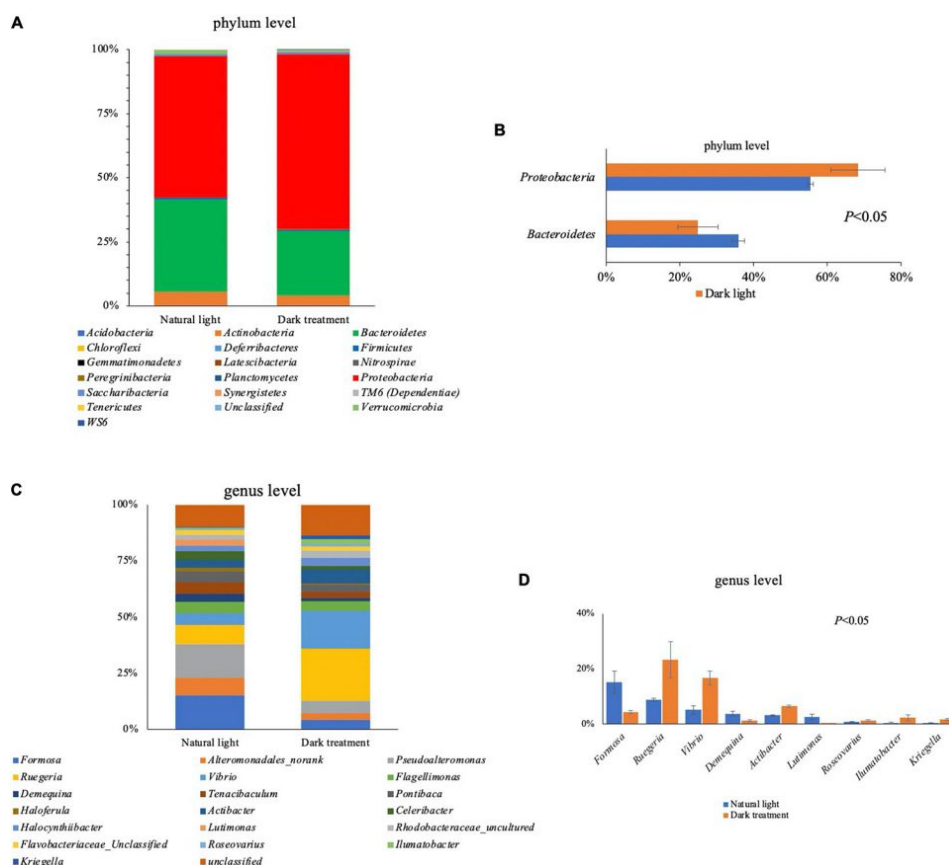 A
phylum level
100%
75%
50%
25%
0%
Natural light Dark treatment
Acidobacteria Actinobacteria Bacteroidetes
Chloroflexi Deferribacteres Firmicutes
Gemmatimonadetes Latescibacteria Nitrospirae
Peregrinibacteria Planctomycetes Proteobacteria
Saccharibacteria Synergistetes TM6 (Dependentiae)
Tenericutes Unclassified Verrucomicrobia
WS6
B
phylum level
Proteobacteria
P<0.05
Bacteroidetes
0% 20% 40% 60% 80%
Dark light
C
genus level
100%
75%
50%
25%
0%
Natural light Dark treatment
Formosa Alteromonadales_norank Pseudoalteromonas
Ruegeria Vibrio Flagellimonas
Demequina Tenacibaculum Pontibaca
Haloferula Actibacter Celeribacter
Halocynthiibacter Lutimonas Rhodobacteraceae_uncultured
Flavobacteriaceae_Unclassified Roseovarius Ilumatobacter
Kriegella unclassified
D
genus level
40%
P<0.05
20%
0%
Formosa Ruegeria Vibrio Demequina Actibacter Lutimonas Roseovarius Ilumatobacter Kriegella
Natural light
Dark treatment